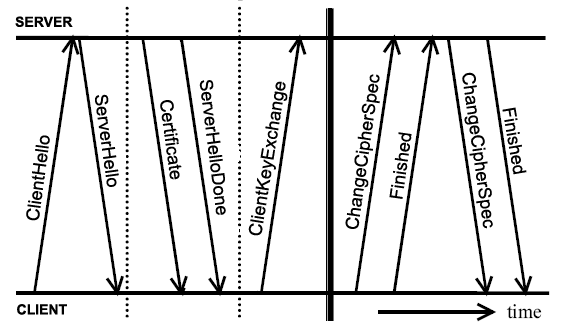 SERVER
ClientHello
ServerHello
Certificate
ServerHelloDone
ClientKeyExchange
ChangeCipherSpec
Finished
ChangeCipherSpec
Finished
CLIENT
time